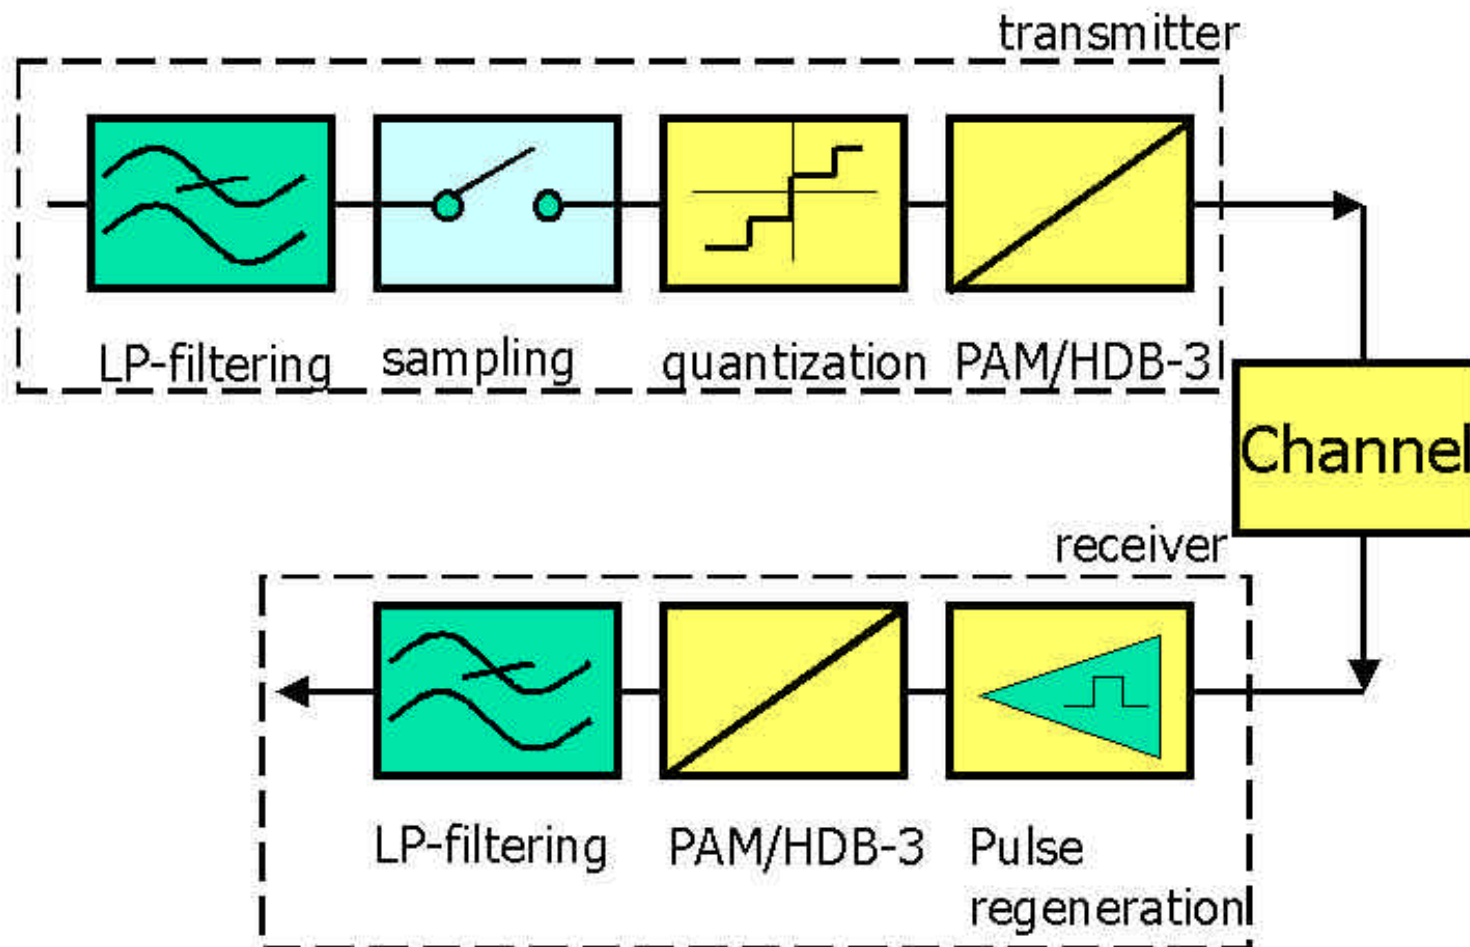 transmitter
LP-filtering sampling quantization PAM/HDB-3
Channel
receiver
LP-filtering PAM/HDB-3 Pulse
regeneration